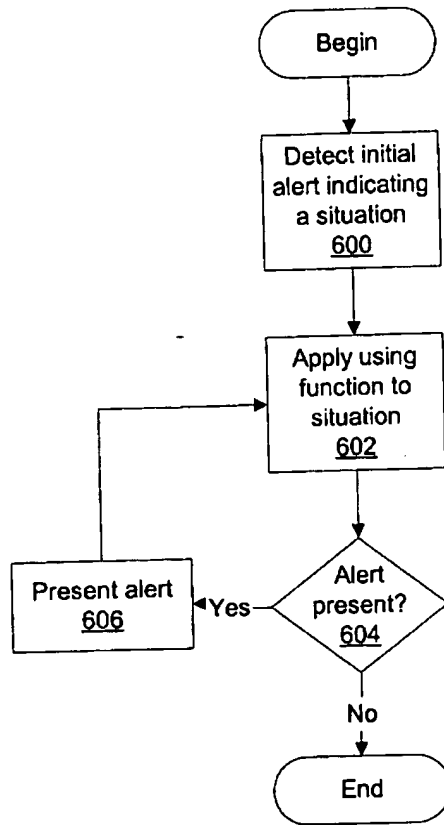 Begin
Detect initial
alert indicating
a situation
600
Apply using
function to
situation
602
Alert
present?
604
Yes
Present alert
606
No
End